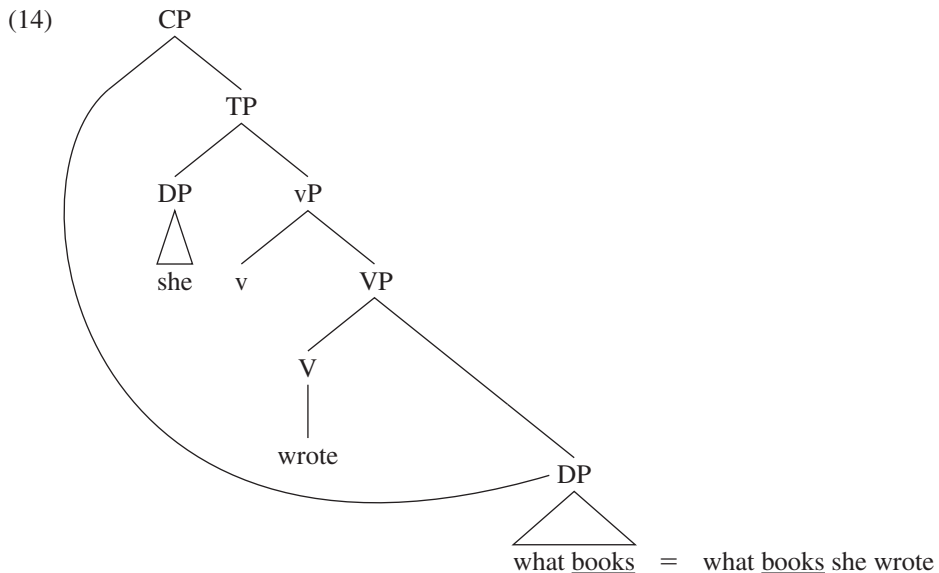 (14) CP
TP
DP vP
she v VP
V
wrote
DP
what books = what books she wrote